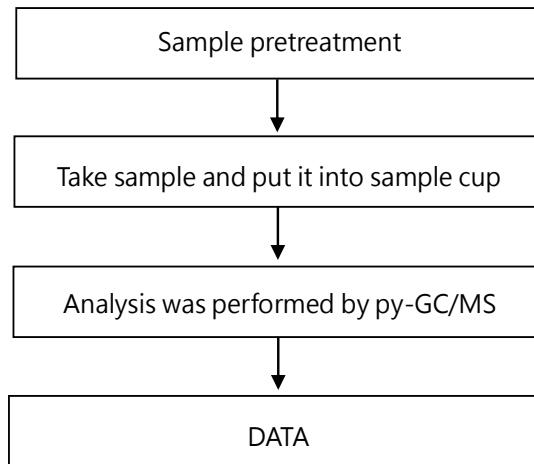 Sample pretreatment
Take sample and put it into sample cup
Analysis was performed by py-GC/MS
DATA